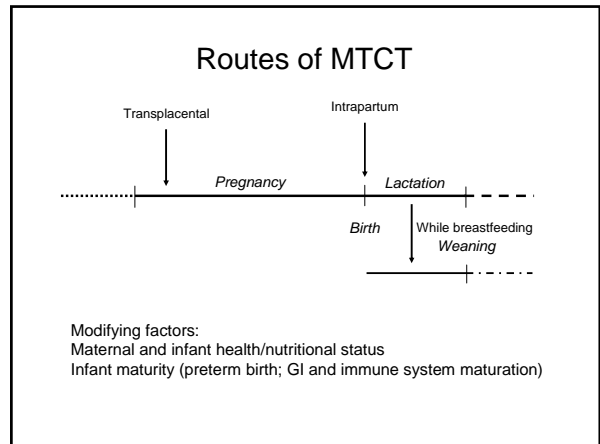 Routes of MTCT
Transplacental
Intrapartum
Pregnancy
Lactation
Birth
While breastfeeding
Weaning
Modifying factors:
Maternal and infant health/nutritional status
Infant maturity (preterm birth; GI and immune system maturation)